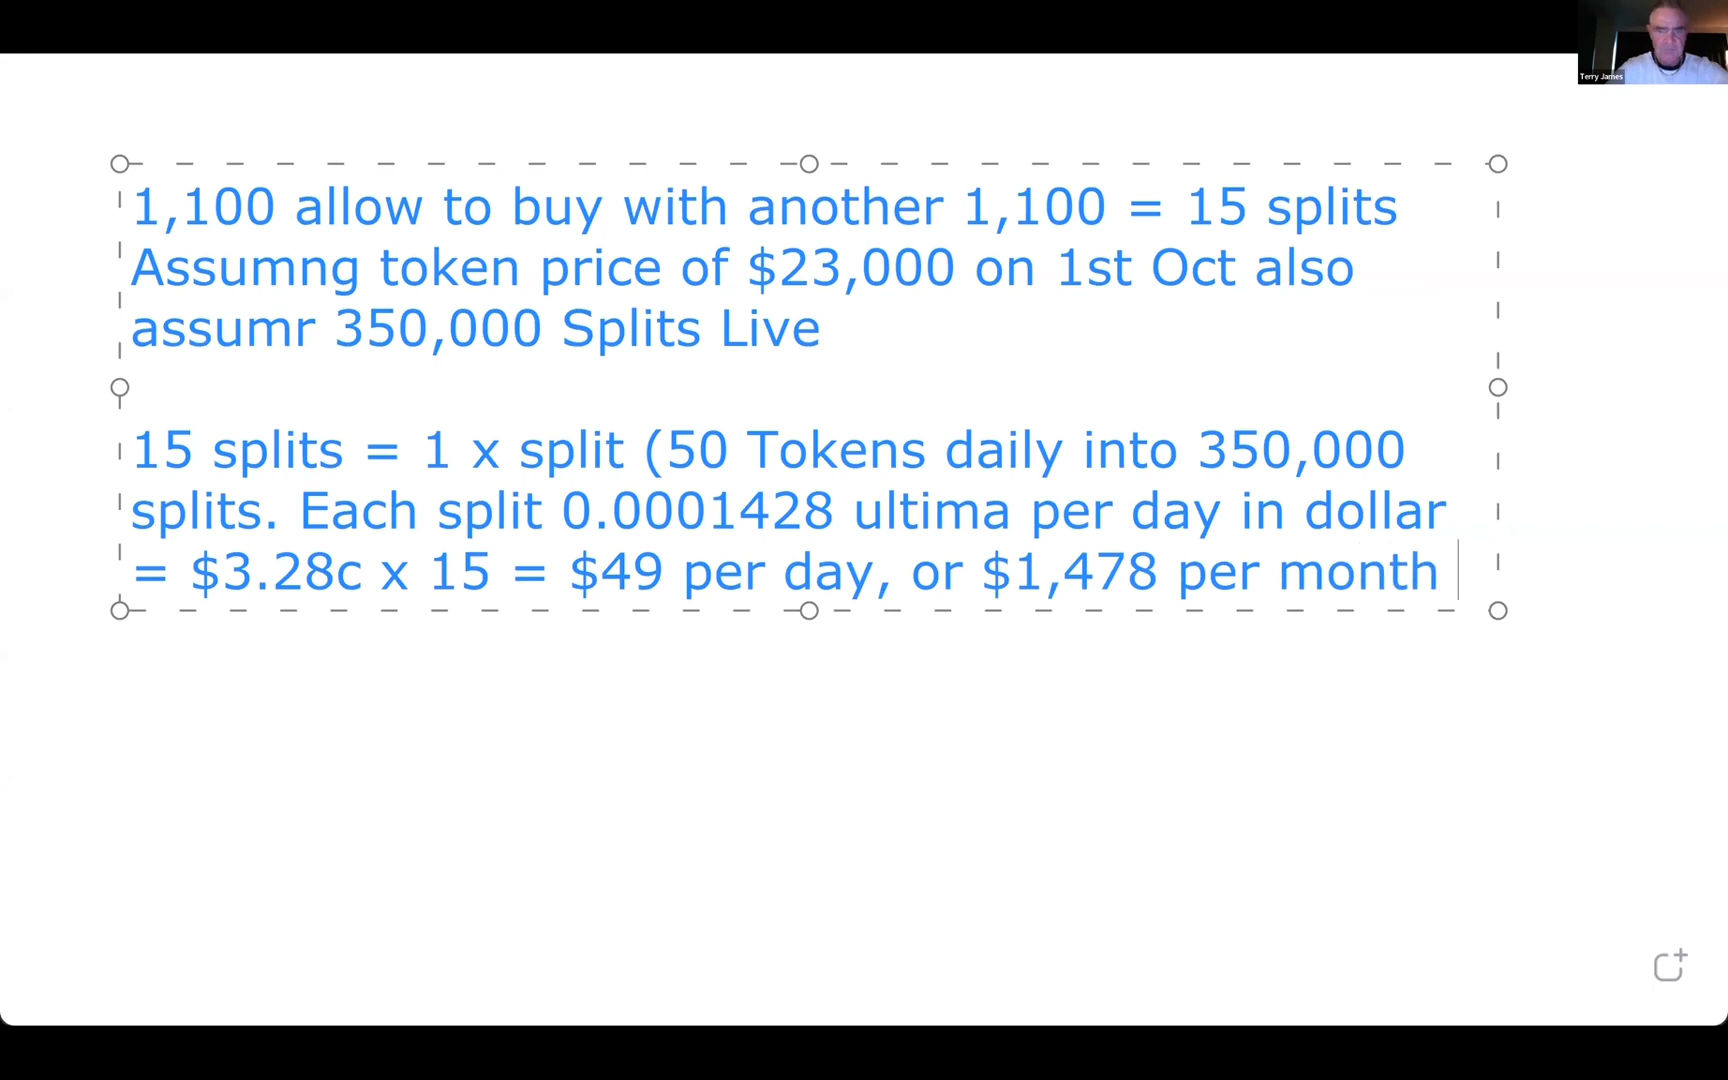 Terry James
1,100 allow to buy with another 1,100 = 15 splits
Assumng token price of $23,000 on 1st Oct also
assumr 350,000 Splits Live
15 splits = 1 x split (50 Tokens daily into 350,000
splits. Each split 0.0001428 ultima per day in dollar
= $3.28c x 15 = $49 per day, or $1,478 per month